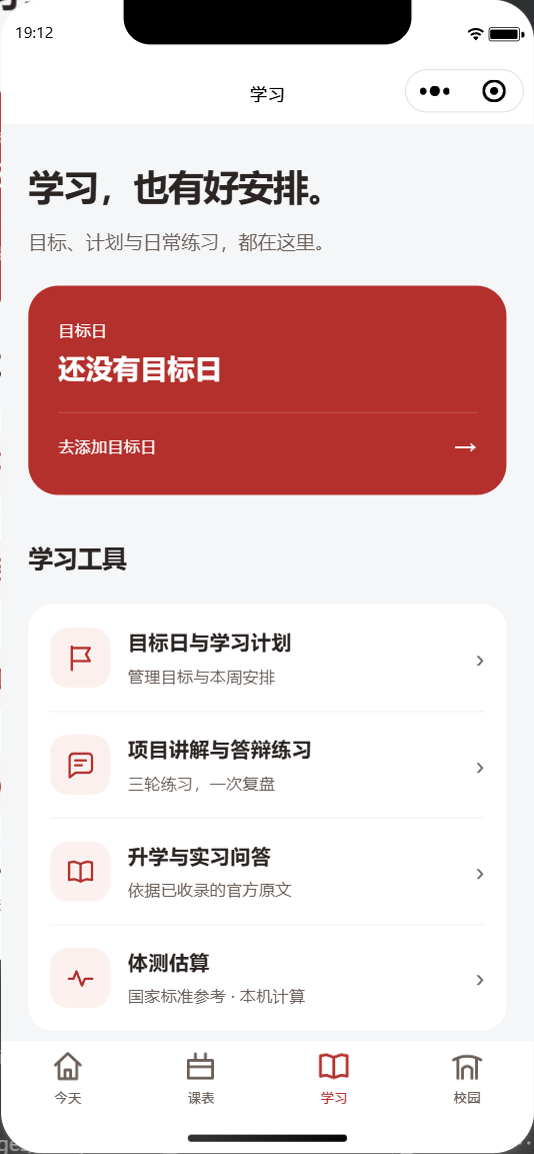 19:12
学习
学习，也有好安排。
目标、计划与日常练习，都在这里。
目标日
还没有目标日
去添加目标日
学习工具
目标日与学习计划
管理目标与本周安排
项目讲解与答辩练习
三轮练习，一次复盘
升学与实习问答
依据已收录的官方原文
体测估算
国家标准参考 · 本机计算
今天
课表
学习
校园